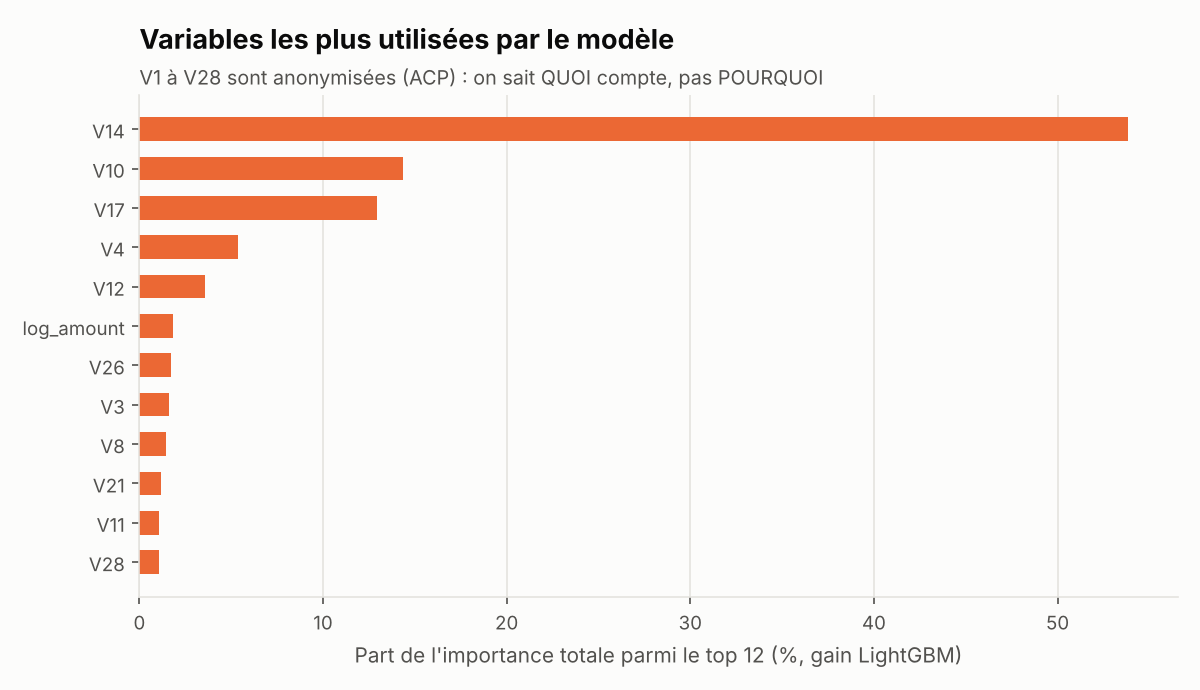 Variables les plus utilisées par le modèle
V1 à V28 sont anonymisées (ACP) : on sait QUOI compte, pas POURQUOI
V14
V10
V17
V4
V12
log_amount
V26
V3
V8
V21
V11
V28
0 10 20 30 40 50
Part de l'importance totale parmi le top 12 (%, gain LightGBM)